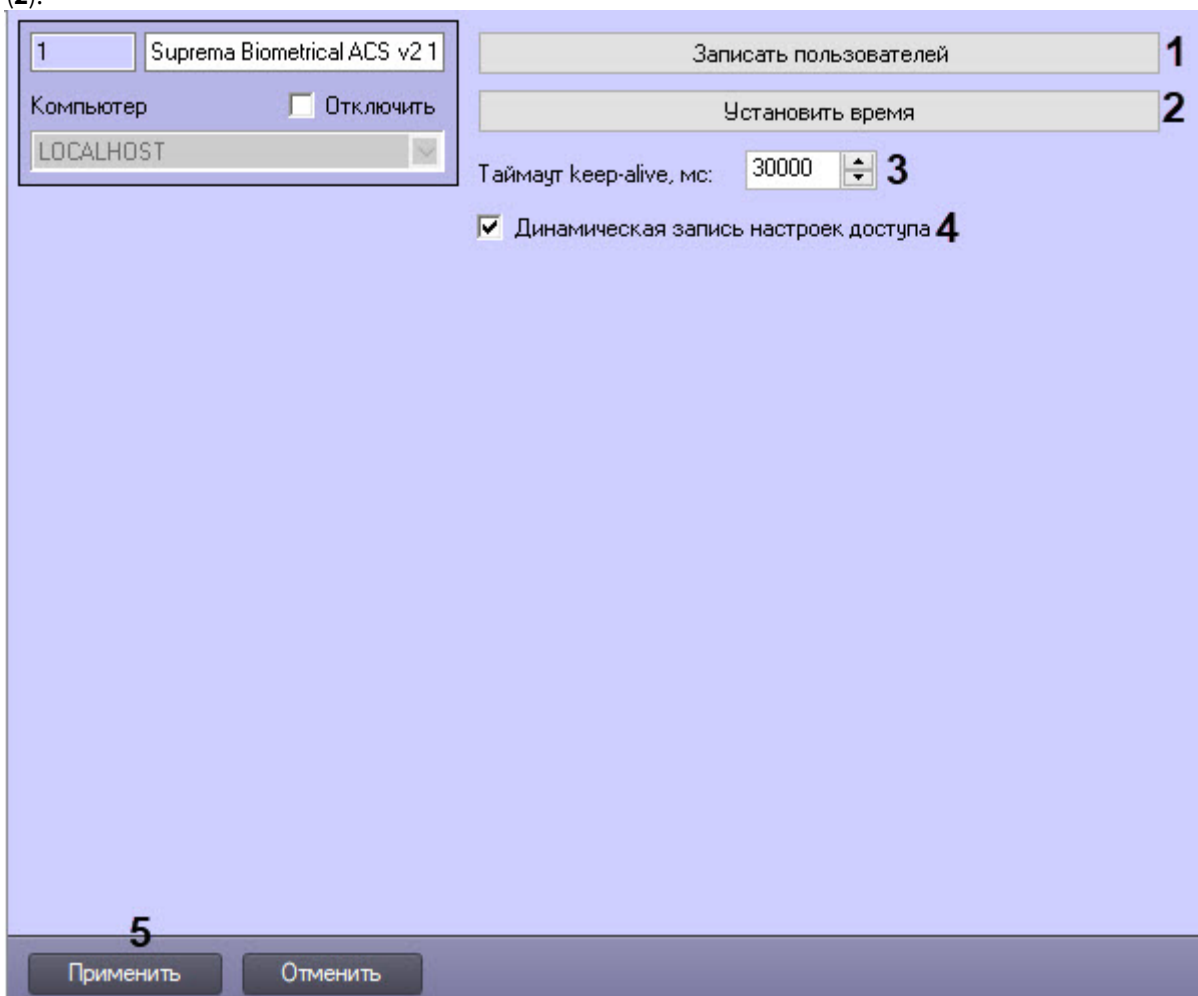 (2).
1 Suprema Biometrical ACS v2 1
Записать пользователей 1
Компьютер Отключить
Установить время 2
LOCALHOST
Таймаут keep-alive, мс: 30000 3
Динамическая запись настроек доступа 4
5
Применить Отменить